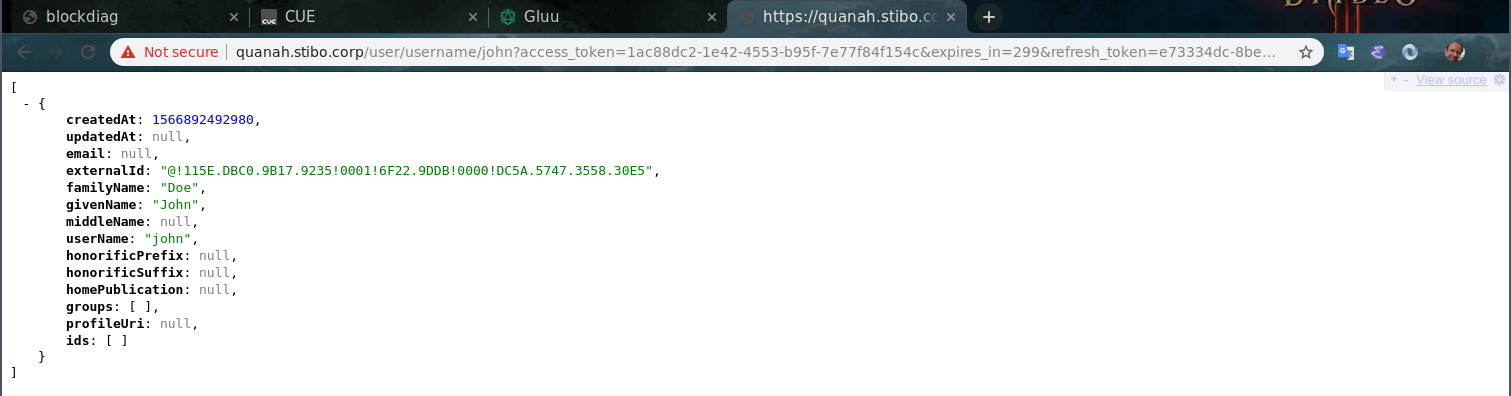 blockdiag × CUE × Gluu × https://quanah.stibo.co × +
Not secure quanah.stibo.corp/user/username/john?access_token=1ac88dc2-1e42-4553-b95f-7e77f84f154c&expires_in=299&refresh_token=e73334dc-8be...
+ - View source
[
- {
createdAt: 1566892492980,
updatedAt: null,
email: null,
externalId: "@!115E.DBC0.9B17.9235!0001!6F22.9DDB!0000!DC5A.5747.3558.30E5",
familyName: "Doe",
givenName: "John",
middleName: null,
userName: "john",
honorificPrefix: null,
honorificSuffix: null,
homePublication: null,
groups: [ ],
profileUri: null,
ids: [ ]
}
]